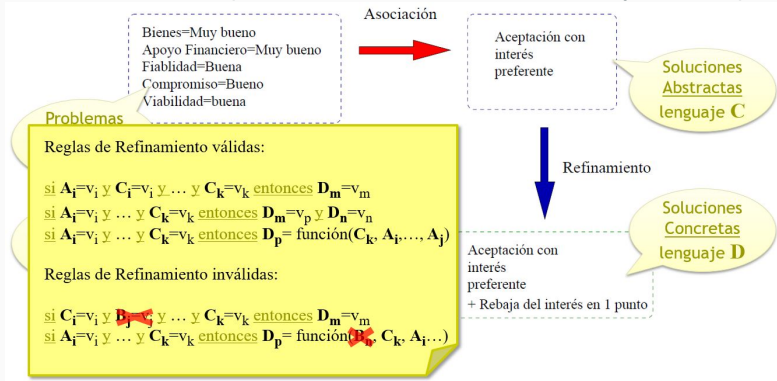 Asociación
Bienes=Muy bueno
Apoyo Financiero=Muy bueno
Fiablidad=Buena
Compromiso=Bueno
Viabilidad=buena
Aceptación con
interés
preferente
Soluciones
Abstractas
lenguaje C
Problemas
Reglas de Refinamiento válidas:
si Ai=vi y Ci=vi y … y Ck=vk entonces Dm=vm
si Ai=vi y … y Ck=vk entonces Dm=vp y Dn=vn
si Ai=vi y … y Ck=vk entonces Dp= función(Ck, Ai,…, Aj)
Reglas de Refinamiento inválidas:
si Ci=vi y Bj=vj y … y Ck=vk entonces Dm=vm
si Ai=vi y … y Ck=vk entonces Dp= función(Bn, Ck, Ai…)
Refinamiento
Aceptación con
interés
preferente
+ Rebaja del interés en 1 punto
Soluciones
Concretas
lenguaje D